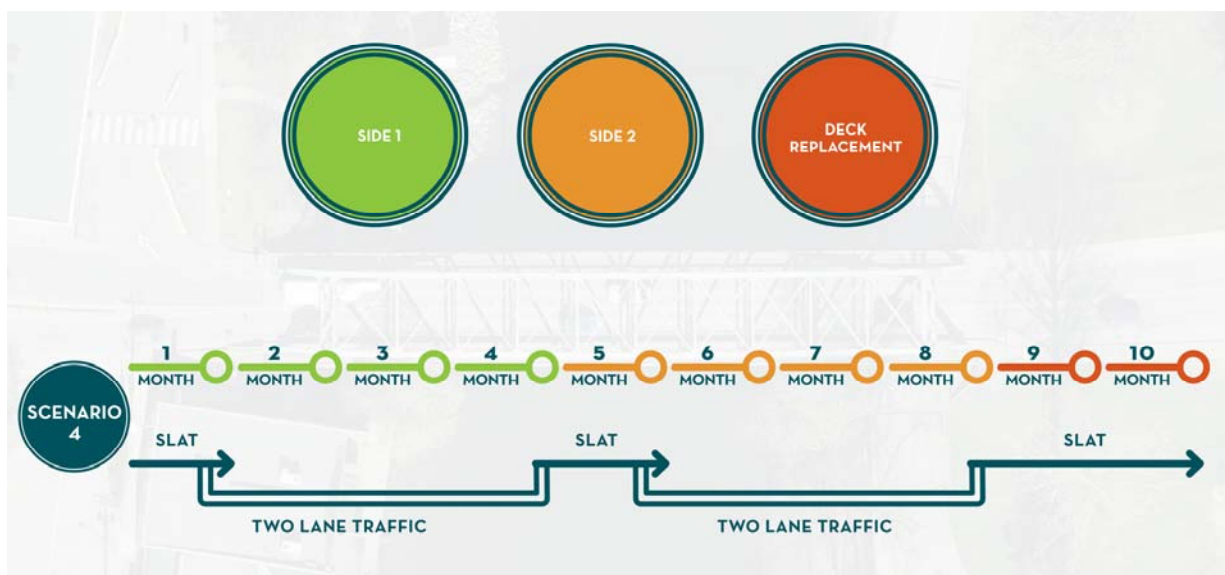 SIDE 1
SIDE 2
DECK
REPLACEMENT
1 2 3 4 5 6 7 8 9 10
MONTH MONTH MONTH MONTH MONTH MONTH MONTH MONTH MONTH MONTH
SCENARIO
4
SLAT SLAT SLAT
TWO LANE TRAFFIC TWO LANE TRAFFIC